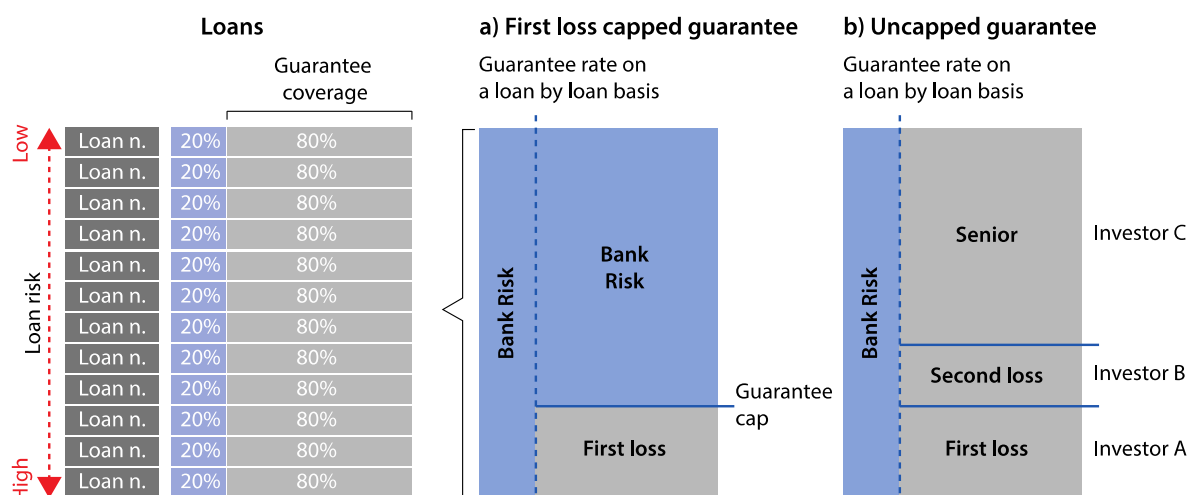 Loans
Guarantee
coverage
Low
Loan risk
High
Loan n. 20% 80%
Loan n. 20% 80%
Loan n. 20% 80%
Loan n. 20% 80%
Loan n. 20% 80%
Loan n. 20% 80%
Loan n. 20% 80%
Loan n. 20% 80%
Loan n. 20% 80%
Loan n. 20% 80%
Loan n. 20% 80%
Loan n. 20% 80%
a) First loss capped guarantee
Guarantee rate on
a loan by loan basis
Bank Risk
Bank
Risk
Guarantee
cap
First loss
b) Uncapped guarantee
Guarantee rate on
a loan by loan basis
Bank Risk
Senior
Investor C
Second loss
Investor B
First loss
Investor A